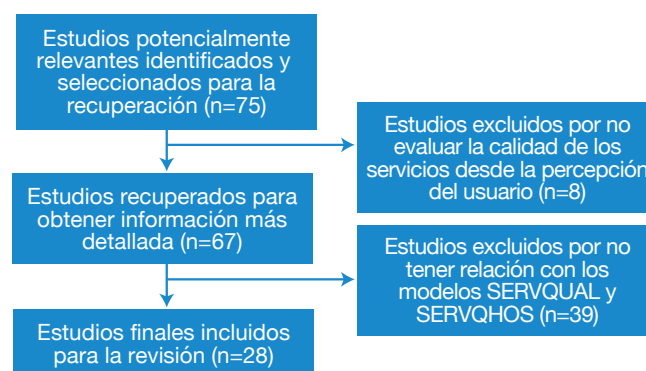 Estudios potencialmente
relevantes identificados y
seleccionados para la
recuperación (n=75)
Estudios excluidos por no
evaluar la calidad de los
servicios desde la percepción
del usuario (n=8)
Estudios recuperados para
obtener información más
detallada (n=67)
Estudios excluidos por no
tener relación con los
modelos SERVQUAL y
SERVQHOS (n=39)
Estudios finales incluidos
para la revisión (n=28)